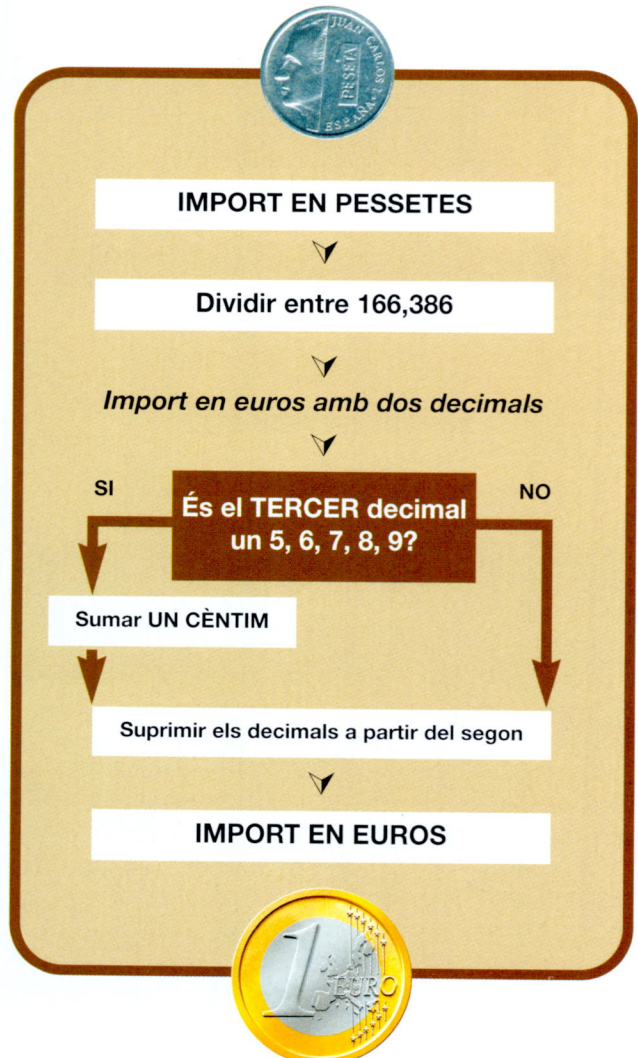 JUAN CARLOS I
PESETA
ESPAÑA
IMPORT EN PESSETES
Dividir entre 166,386
Import en euros amb dos decimals
SI
És el TERCER decimal
un 5, 6, 7, 8, 9?
NO
Sumar UN CÈNTIM
Suprimir els decimals a partir del segon
IMPORT EN EUROS
1
EURO